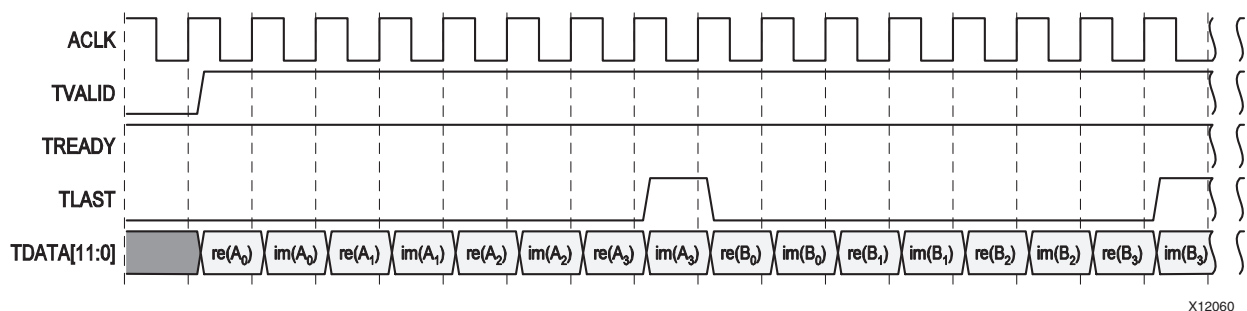 ACLK
TVALID
TREADY
TLAST
TDATA[11:0] re(A₀) im(A₀) re(A₁) im(A₁) re(A₂) im(A₂) re(A₃) im(A₃) re(B₀) im(B₀) re(B₁) im(B₁) re(B₂) im(B₂) re(B₃) im(B₃)
X12060